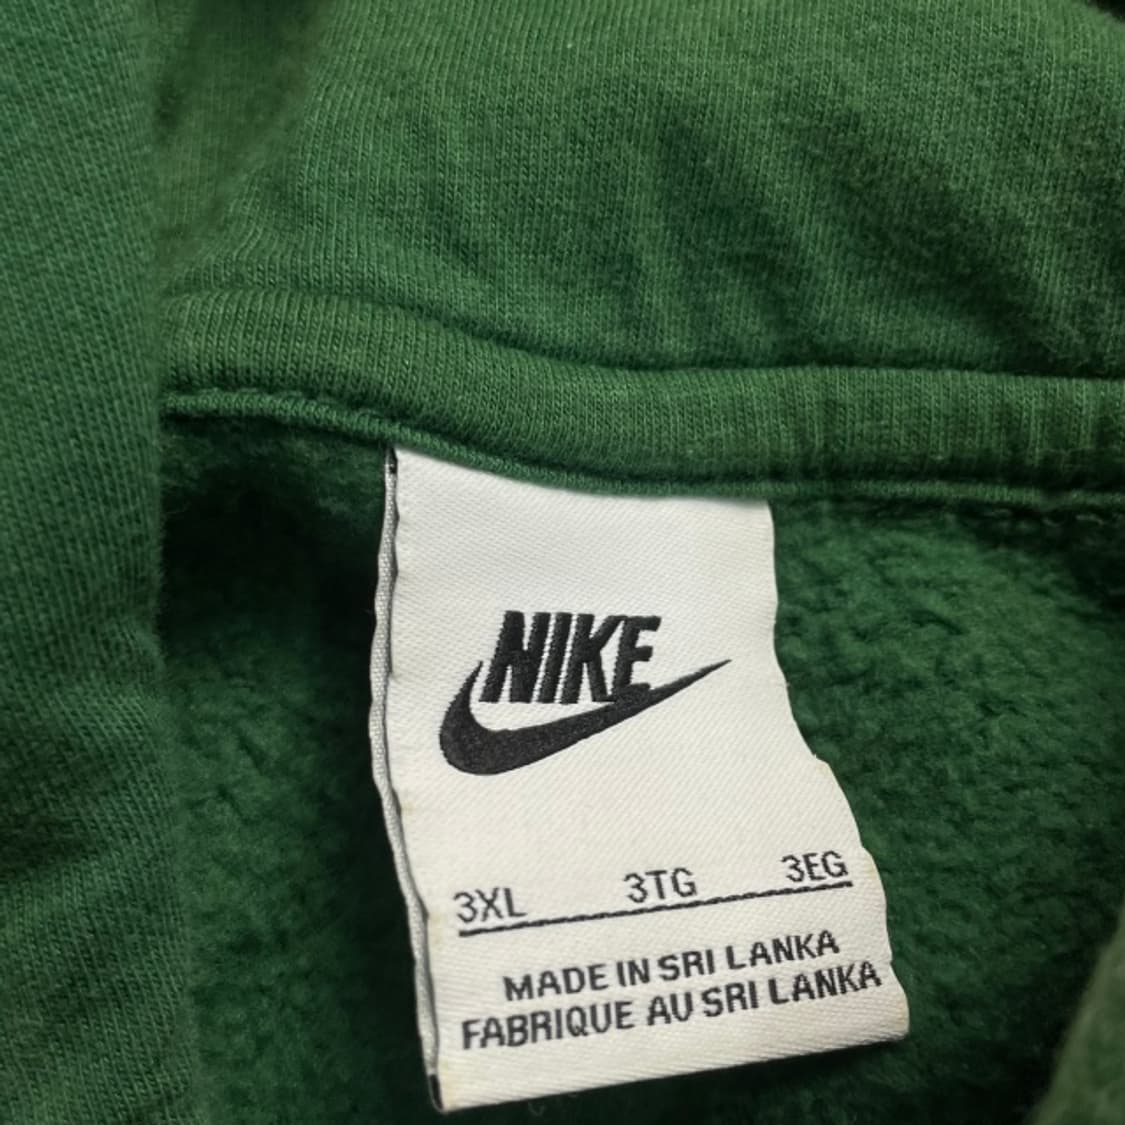 NIKE
3XL 3TG 3EG
MADE IN SRI LANKA
FABRIQUE AU SRI LANKA